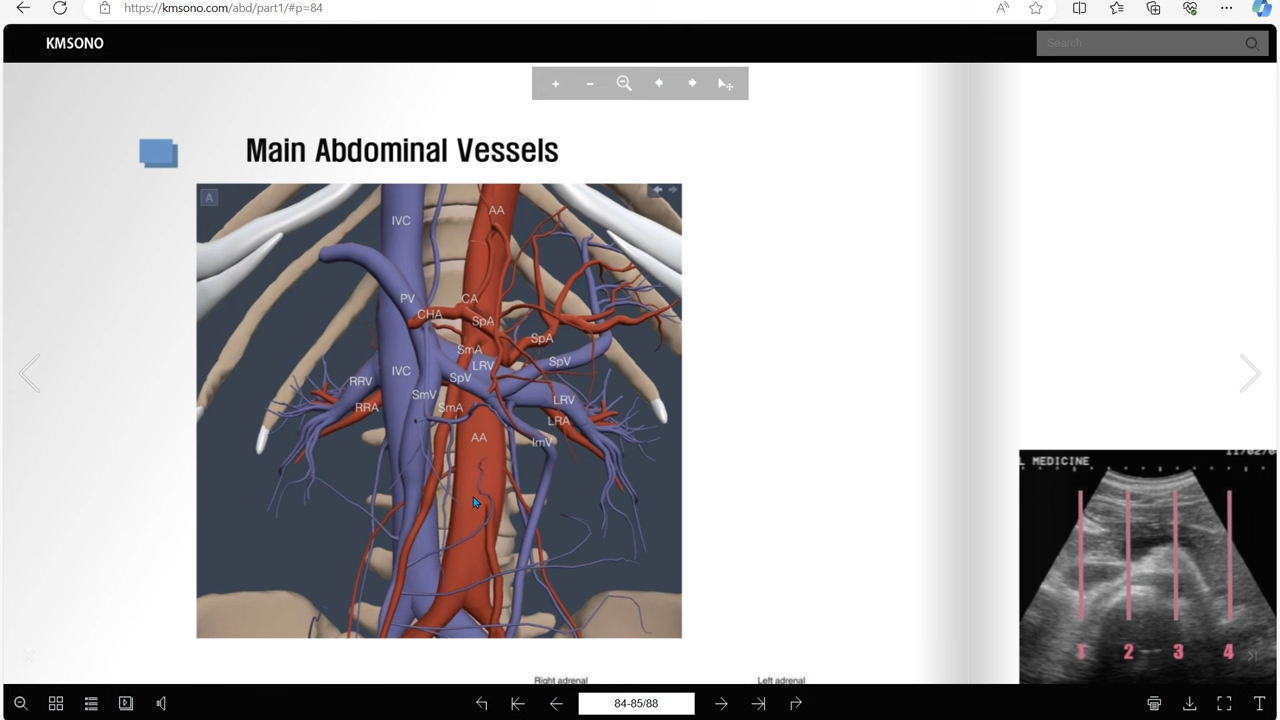 https://kmsono.com/abd/part1/#p=84
KMSONO
Search
Main Abdominal Vessels
A
IVC
AA
PV
CA
CHA
SpA
SpA
SmA
LRV
SpV
SpV
IVC
RRV
SmV
LRV
RRA
SmA
LRA
AA
ImV
L MEDICINE
1 2 3 4
Right adrenal
Left adrenal
84-85/88